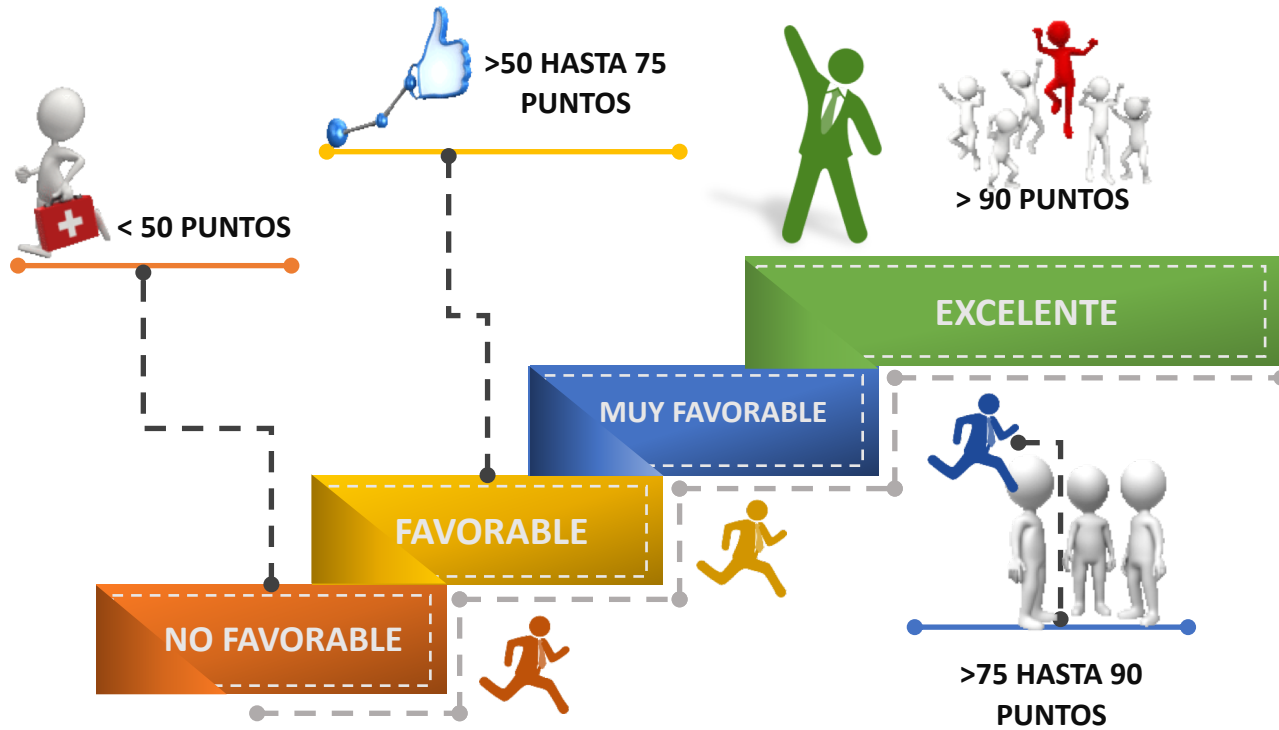 >50 HASTA 75
PUNTOS
> 90 PUNTOS
< 50 PUNTOS
EXCELENTE
MUY FAVORABLE
FAVORABLE
NO FAVORABLE
>75 HASTA 90
PUNTOS